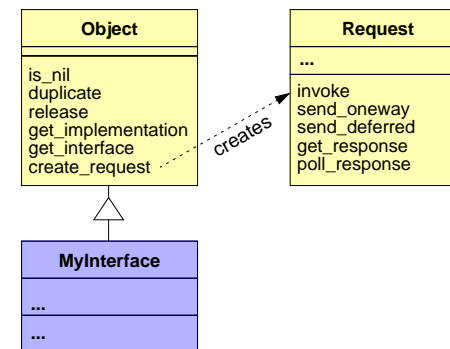 Object
is_nil
duplicate
release
get_implementation
get_interface
create_request
creates
Request
...
invoke
send_oneway
send_deferred
get_response
poll_response
MyInterface
...
...